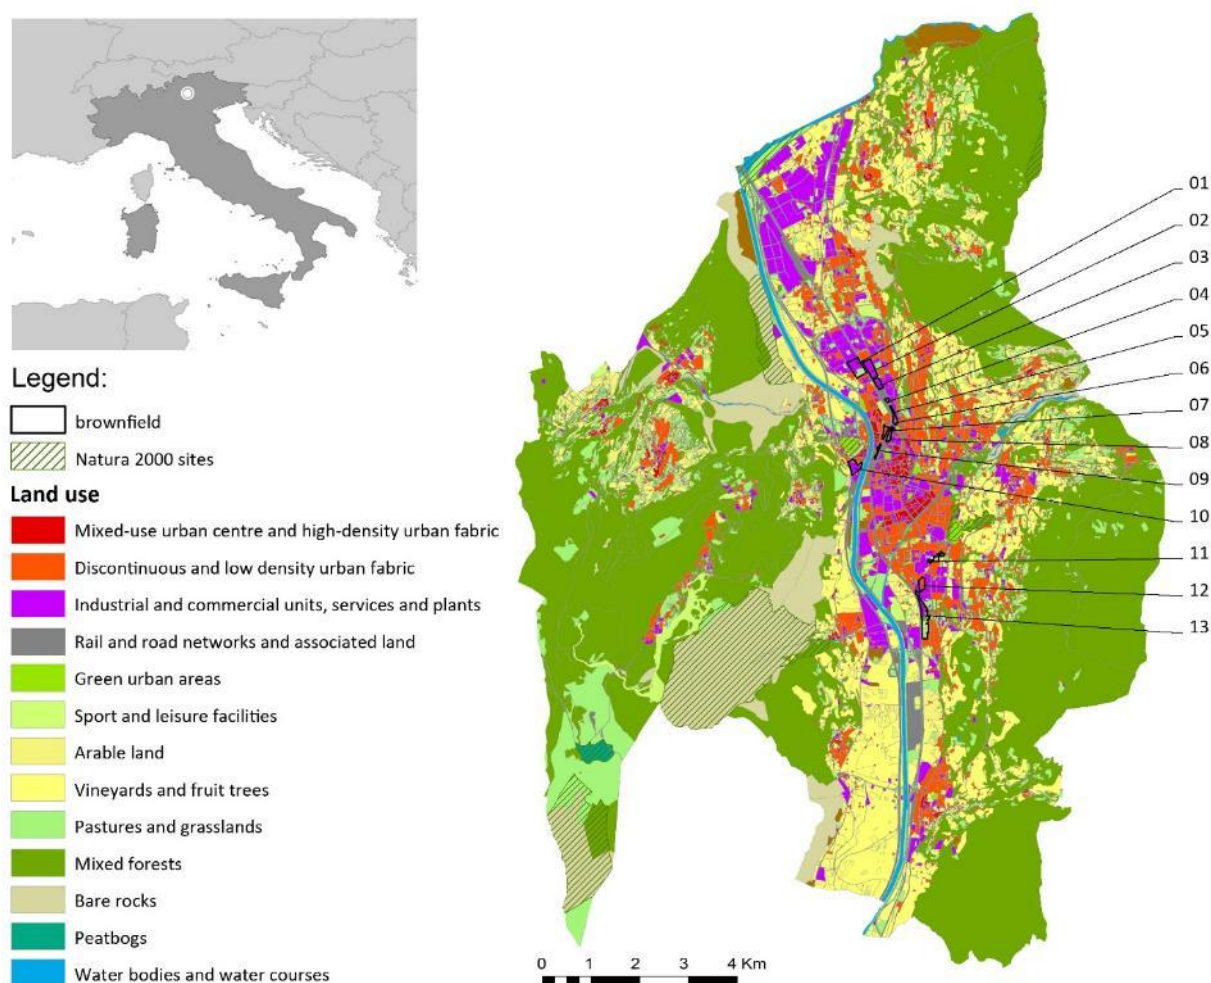 Legend:
brownfield
Natura 2000 sites
Land use
Mixed-use urban centre and high-density urban fabric
Discontinuous and low density urban fabric
Industrial and commercial units, services and plants
Rail and road networks and associated land
Green urban areas
Sport and leisure facilities
Arable land
Vineyards and fruit trees
Pastures and grasslands
Mixed forests
Bare rocks
Peatbogs
Water bodies and water courses
01
02
03
04
05
06
07
08
09
10
11
12
13
0 1 2 3 4 Km